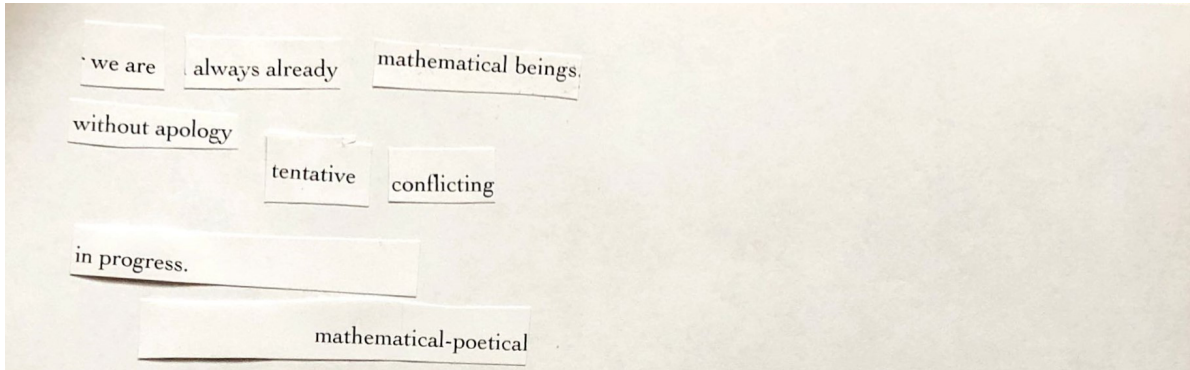 we are always already mathematical beings.
without apology
tentative conflicting
in progress.
mathematical-poetical